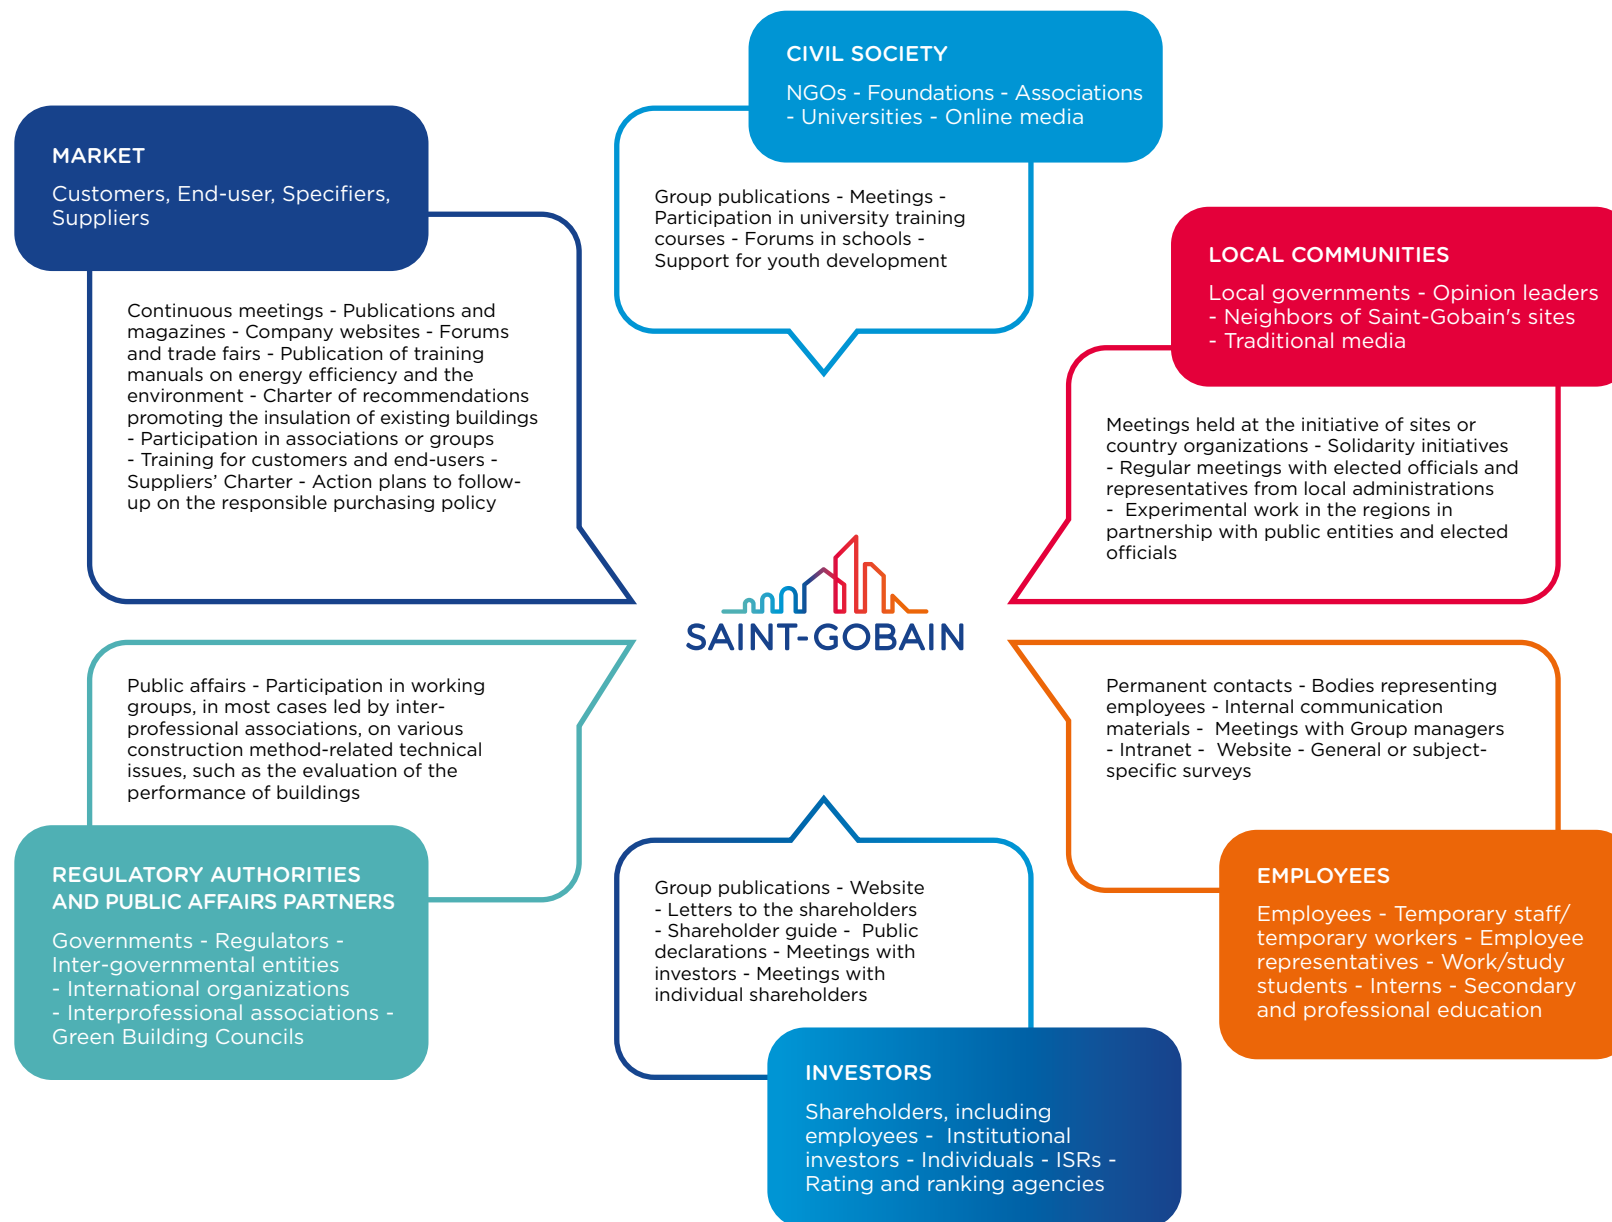 CIVIL SOCIETY
NGOs - Foundations - Associations
- Universities - Online media
Group publications - Meetings -
Participation in university training
courses - Forums in schools -
Support for youth development
MARKET
Customers, End-user, Specifiers,
Suppliers
Continuous meetings - Publications and
magazines - Company websites - Forums
and trade fairs - Publication of training
manuals on energy efficiency and the
environment - Charter of recommendations
promoting the insulation of existing buildings
- Participation in associations or groups
- Training for customers and end-users -
Suppliers’ Charter - Action plans to follow-
up on the responsible purchasing policy
LOCAL COMMUNITIES
Local governments - Opinion leaders
- Neighbors of Saint-Gobain's sites
- Traditional media
Meetings held at the initiative of sites or
country organizations - Solidarity initiatives
- Regular meetings with elected officials and
representatives from local administrations
- Experimental work in the regions in
partnership with public entities and elected
officials
SAINT-GOBAIN
Public affairs - Participation in working
groups, in most cases led by inter-
professional associations, on various
construction method-related technical
issues, such as the evaluation of the
performance of buildings
REGULATORY AUTHORITIES
AND PUBLIC AFFAIRS PARTNERS
Governments - Regulators -
Inter-governmental entities
- International organizations
- Interprofessional associations -
Green Building Councils
Group publications - Website
- Letters to the shareholders
- Shareholder guide - Public
declarations - Meetings with
investors - Meetings with
individual shareholders
INVESTORS
Shareholders, including
employees - Institutional
investors - Individuals - ISRs -
Rating and ranking agencies
Permanent contacts - Bodies representing
employees - Internal communication
materials - Meetings with Group managers
- Intranet - Website - General or subject-
specific surveys
EMPLOYEES
Employees - Temporary staff/
temporary workers - Employee
representatives - Work/study
students - Interns - Secondary
and professional education